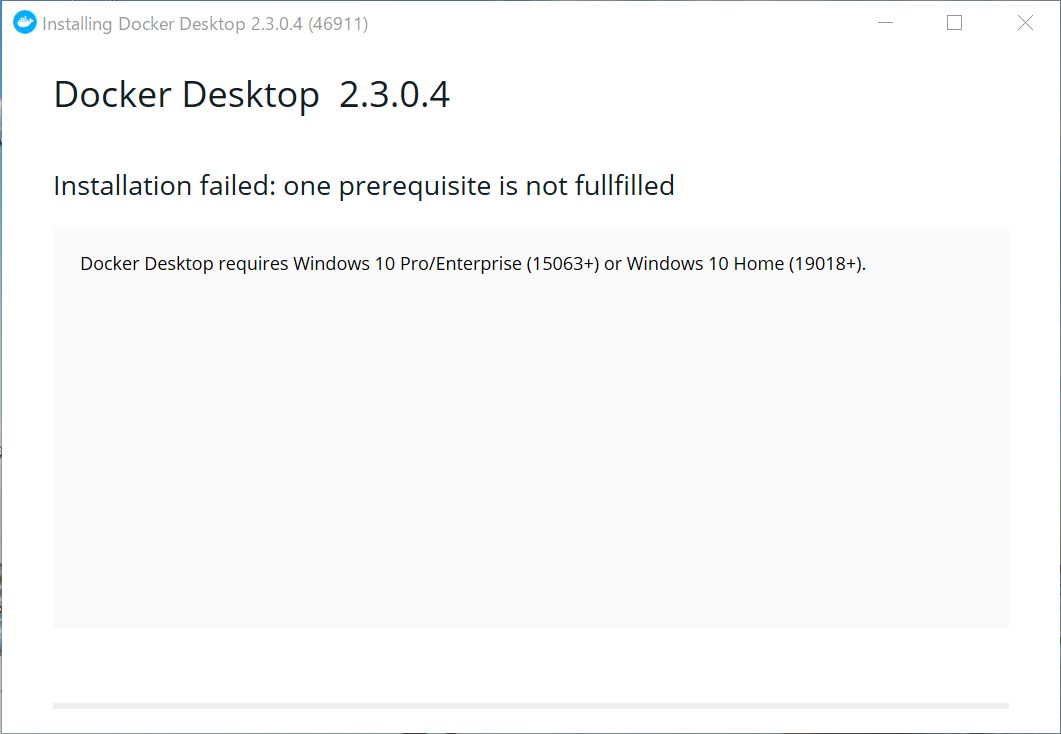 Installing Docker Desktop 2.3.0.4 (46911)
Docker Desktop 2.3.0.4
Installation failed: one prerequisite is not fullfilled
Docker Desktop requires Windows 10 Pro/Enterprise (15063+) or Windows 10 Home (19018+).